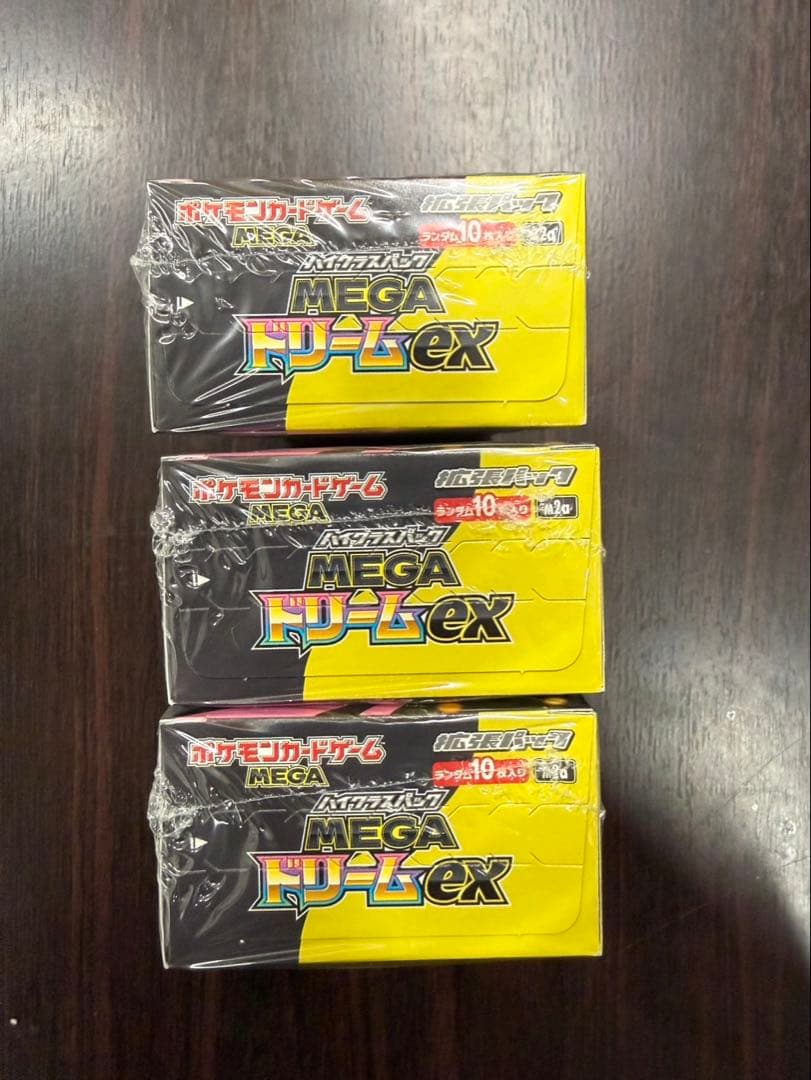 ポケモンカードゲーム
MEGA
拡張パック
ランダム10枚入り
M2a
ハイクラスパック
MEGA
ドリームex
ポケモンカードゲーム
MEGA
拡張パック
ランダム10枚入り
M2a
ハイクラスパック
MEGA
ドリームex
ポケモンカードゲーム
MEGA
拡張パック
ランダム10枚入り
M2a
ハイクラスパック
MEGA
ドリームex